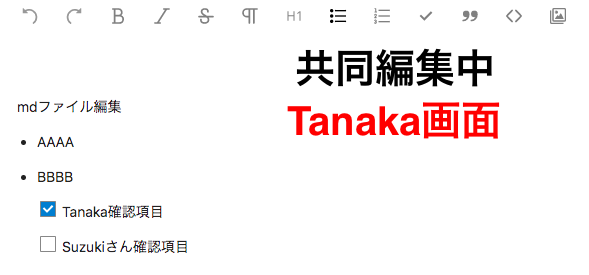 H1
共同編集中
Tanaka画面
mdファイル編集
AAAA
BBBB
Tanaka確認項目
Suzukiさん確認項目